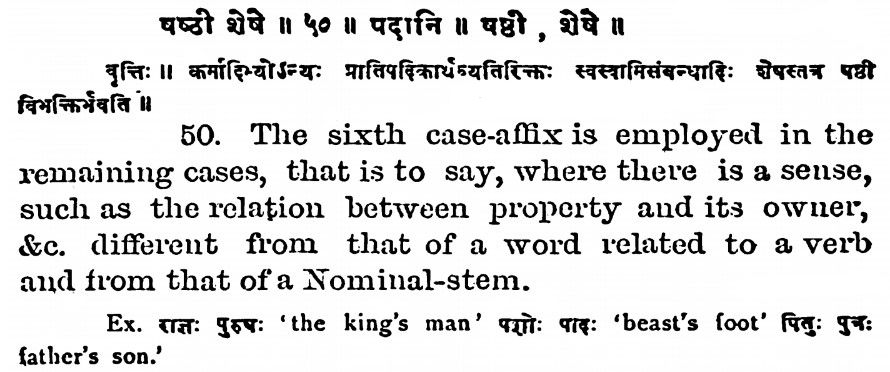 षष्ठी शेषे ॥ ५० ॥ पदानि ॥ षष्ठी , शेषे ॥
वृत्तिः ॥ कर्मादिभ्योऽन्यः प्रातिपदिकार्थव्यतिरिक्तः स्वस्वामिसंबन्धादिः शेषस्तत्र षष्ठी
विभक्तिर्भवति ॥
50. The sixth case-affix is employed in the
remaining cases, that is to say, where there is a sense,
such as the relation between property and its owner,
&c. different from that of a word related to a verb
and from that of a Nominal-stem.
Ex. राज्ञः पुरुषः 'the king's man' पशोः पादः 'beast's foot' पितुः पुत्रः
father's son.'